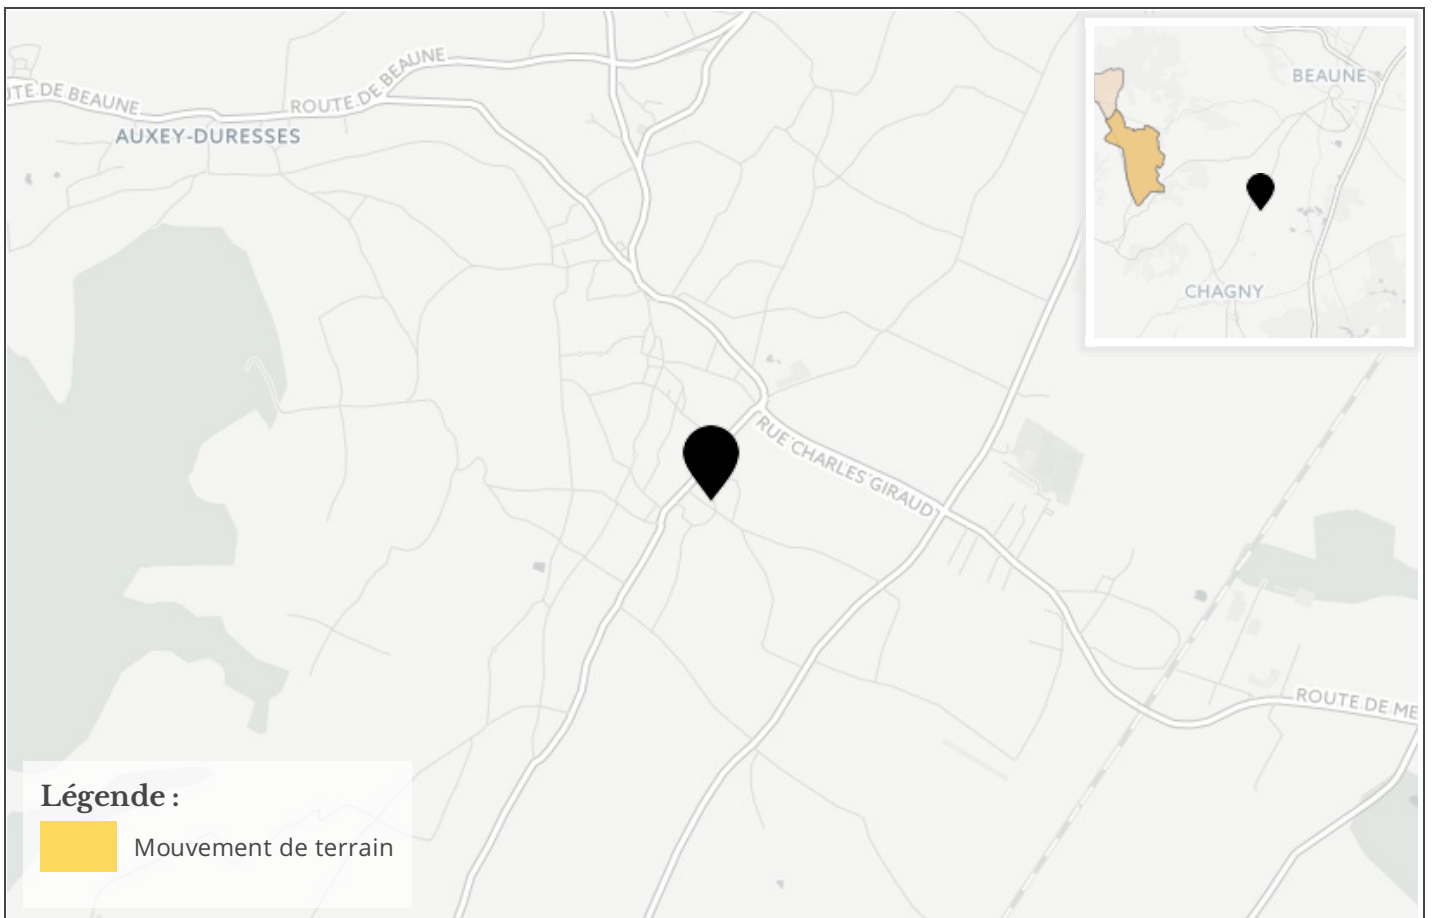 BEAUNE
CHAGNY
UTE DE BEAUNE
ROUTE DE BEAUNE
AUXEY-DURESSES
RUE CHARLES GIRAUD
ROUTE DE ME
Légende :
Mouvement de terrain